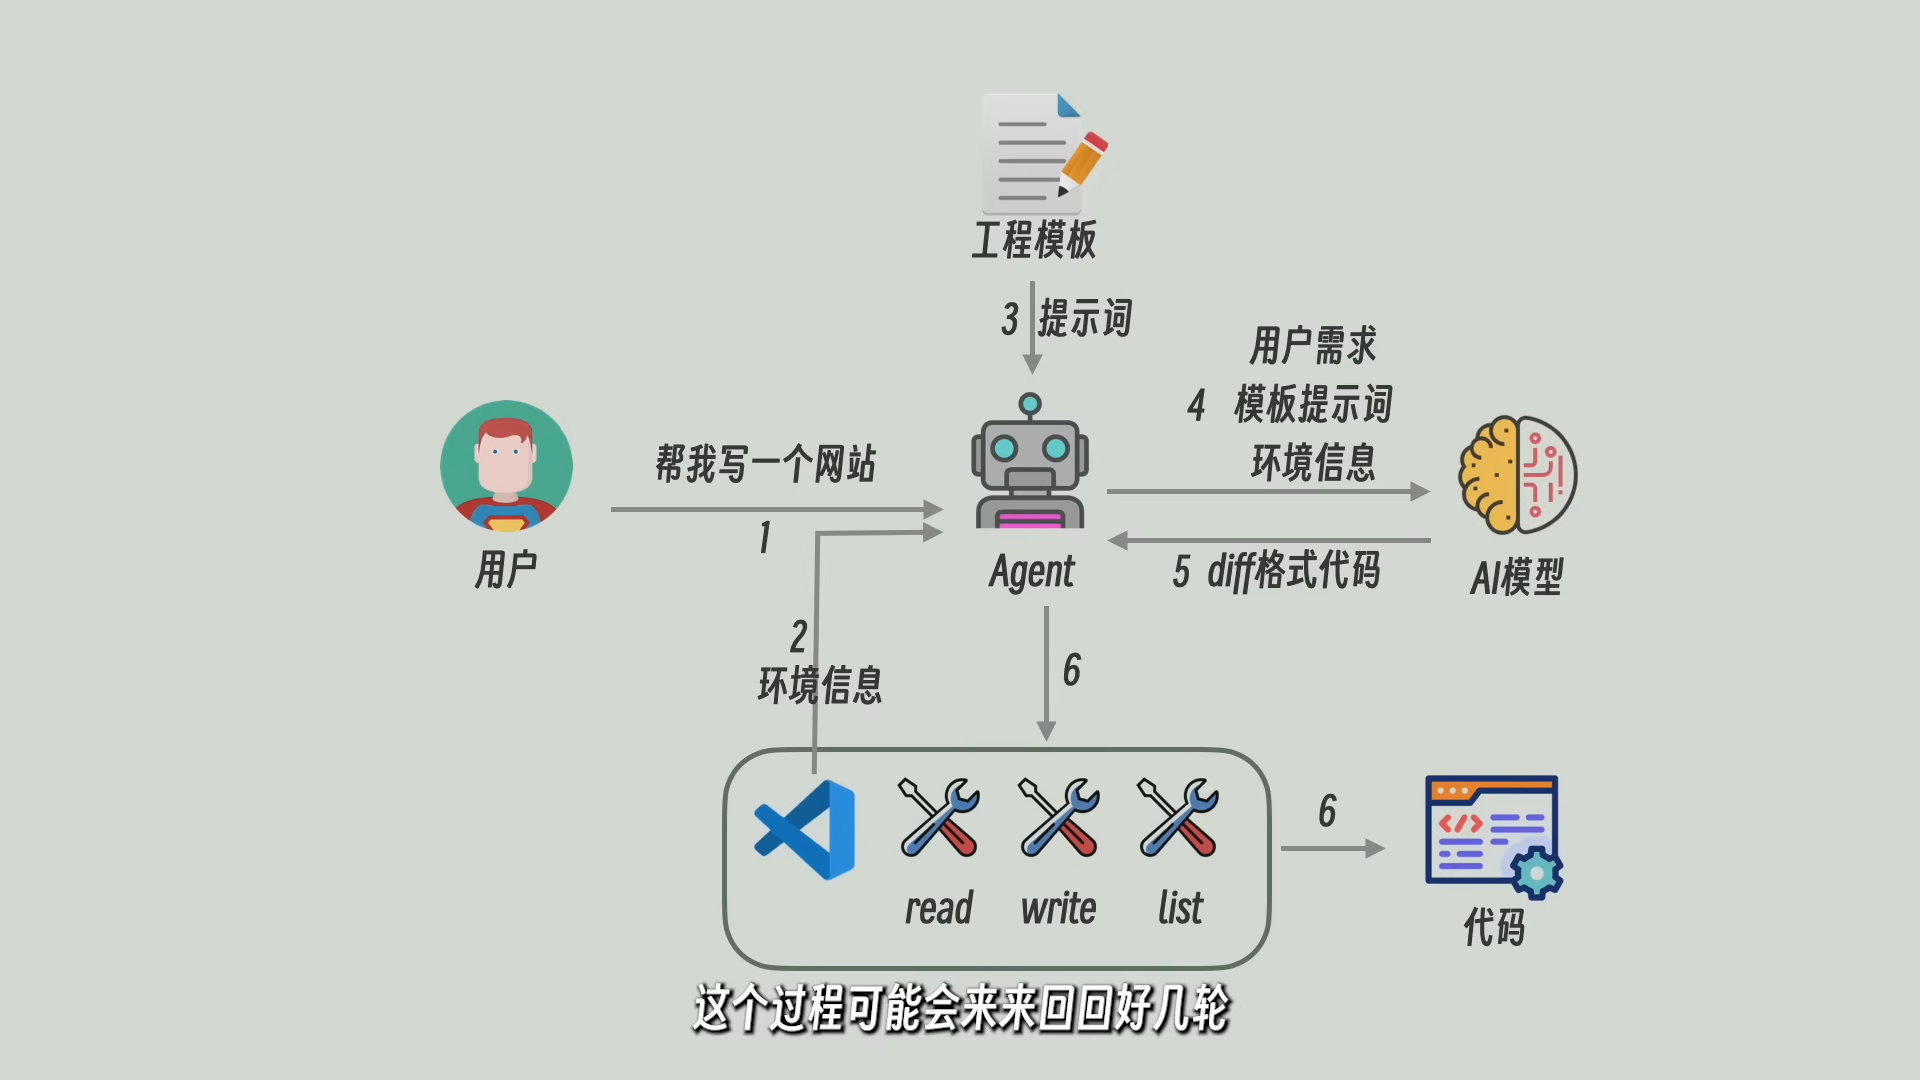 工程模板
3 提示词
用户需求
4 模板提示词
环境信息
帮我写一个网站
1
用户
Agent
5 diff格式代码
AI模型
2
环境信息
6
read
write
list
6
</>
代码
这个过程可能会来来回回好几轮